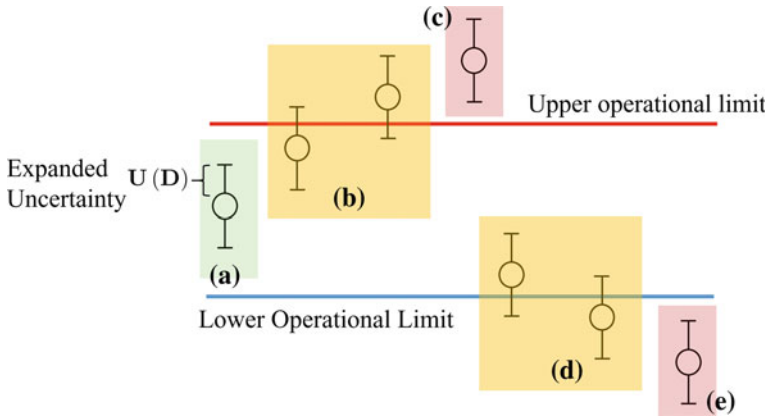 (c)
Upper operational limit
Expanded
Uncertainty
U (D)
(b)
(a)
Lower Operational Limit
(d)
(e)